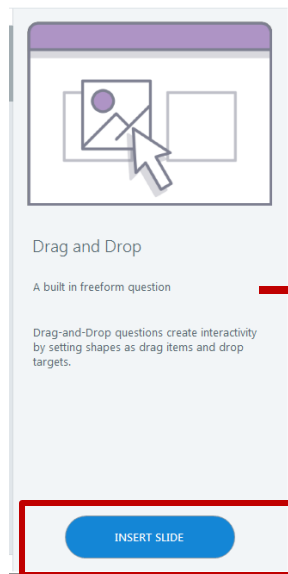 Drag and Drop
A built in freeform question
Drag-and-Drop questions create interactivity
by setting shapes as drag items and drop
targets.
INSERT SLIDE